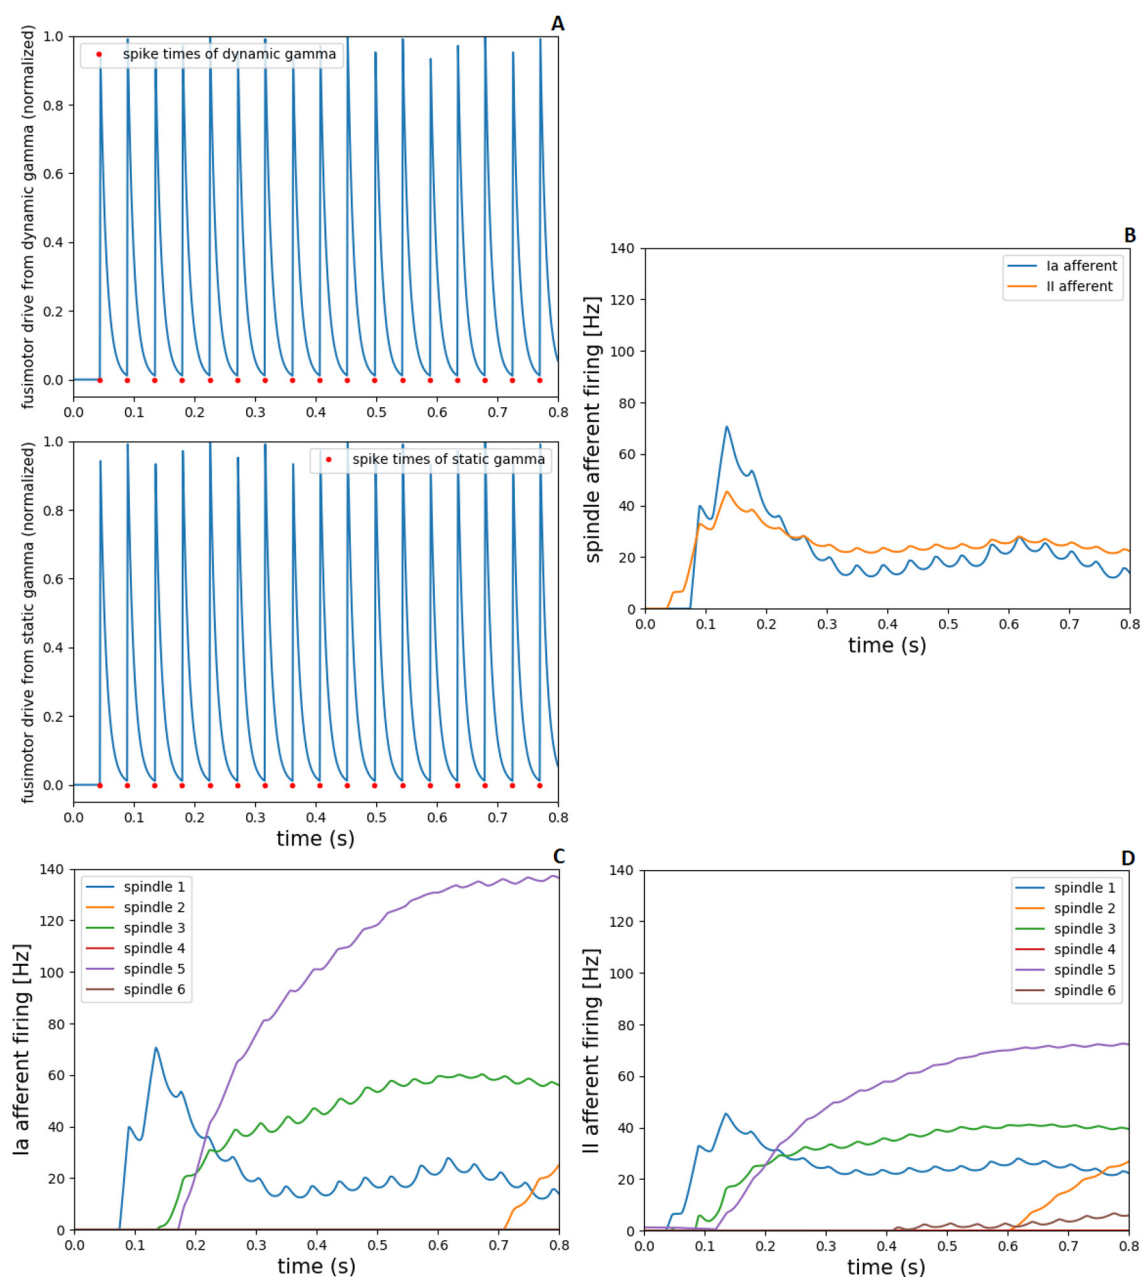 A
fusimotor drive from dynamic gamma (normalized)
1.0
0.8
0.6
0.4
0.2
0.0
spike times of dynamic gamma
0.0 0.1 0.2 0.3 0.4 0.5 0.6 0.7 0.8
fusimotor drive from static gamma (normalized)
1.0
0.8
0.6
0.4
0.2
0.0
spike times of static gamma
0.0 0.1 0.2 0.3 0.4 0.5 0.6 0.7 0.8
time (s)
B
spindle afferent firing [Hz]
140
120
100
80
60
40
20
0
Ia afferent
II afferent
0.0 0.1 0.2 0.3 0.4 0.5 0.6 0.7 0.8
time (s)
C
Ia afferent firing [Hz]
140
120
100
80
60
40
20
0
spindle 1
spindle 2
spindle 3
spindle 4
spindle 5
spindle 6
0.0 0.1 0.2 0.3 0.4 0.5 0.6 0.7 0.8
time (s)
D
II afferent firing [Hz]
140
120
100
80
60
40
20
0
spindle 1
spindle 2
spindle 3
spindle 4
spindle 5
spindle 6
0.0 0.1 0.2 0.3 0.4 0.5 0.6 0.7 0.8
time (s)